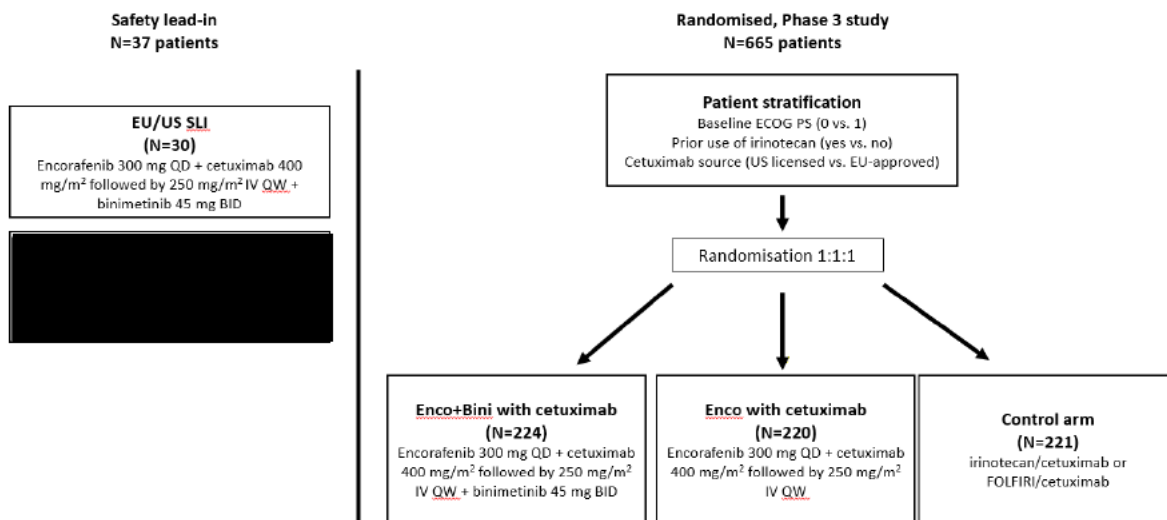 Safety lead-in
N=37 patients
Randomised, Phase 3 study
N=665 patients
EU/US SLI
(N=30)
Encorafenib 300 mg QD + cetuximab 400
mg/m² followed by 250 mg/m² IV QW +
binimetinib 45 mg BID
Patient stratification
Baseline ECOG PS (0 vs. 1)
Prior use of irinotecan (yes vs. no)
Cetuximab source (US licensed vs. EU-approved)
Randomisation 1:1:1
Enco+Bini with cetuximab
(N=224)
Encorafenib 300 mg QD + cetuximab
400 mg/m² followed by 250 mg/m²
IV QW + binimetinib 45 mg BID
Enco with cetuximab
(N=220)
Encorafenib 300 mg QD + cetuximab
400 mg/m² followed by 250 mg/m²
IV QW
Control arm
(N=221)
irinotecan/cetuximab or
FOLFIRI/cetuximab